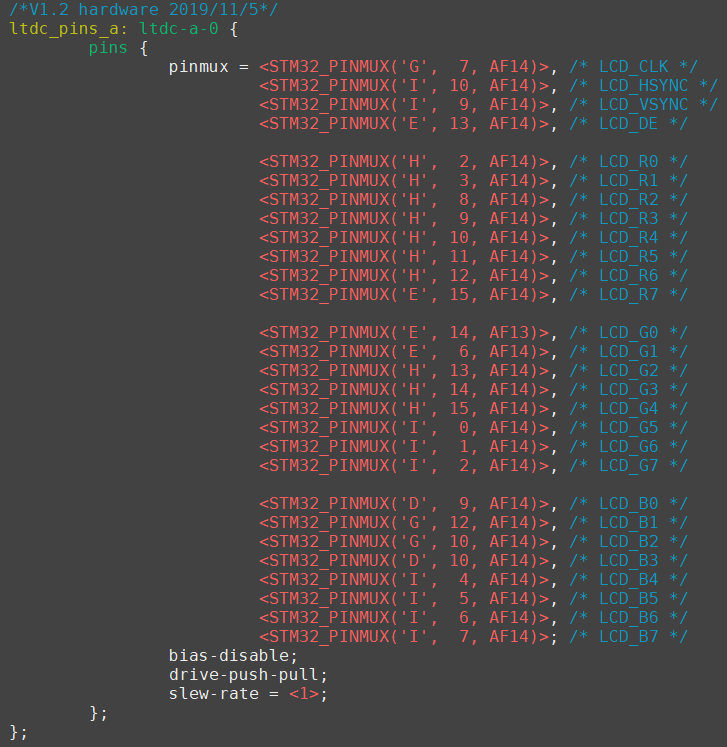 /*V1.2 hardware 2019/11/5*/
ltdc_pins_a: ltdc-a-0 {
        pins {
                pinmux = <STM32_PINMUX('G',  7, AF14)>, /* LCD_CLK */
                         <STM32_PINMUX('I', 10, AF14)>, /* LCD_HSYNC */
                         <STM32_PINMUX('I',  9, AF14)>, /* LCD_VSYNC */
                         <STM32_PINMUX('E', 13, AF14)>, /* LCD_DE */

                         <STM32_PINMUX('H',  2, AF14)>, /* LCD_R0 */
                         <STM32_PINMUX('H',  3, AF14)>, /* LCD_R1 */
                         <STM32_PINMUX('H',  8, AF14)>, /* LCD_R2 */
                         <STM32_PINMUX('H',  9, AF14)>, /* LCD_R3 */
                         <STM32_PINMUX('H', 10, AF14)>, /* LCD_R4 */
                         <STM32_PINMUX('H', 11, AF14)>, /* LCD_R5 */
                         <STM32_PINMUX('H', 12, AF14)>, /* LCD_R6 */
                         <STM32_PINMUX('E', 15, AF14)>, /* LCD_R7 */

                         <STM32_PINMUX('E', 14, AF13)>, /* LCD_G0 */
                         <STM32_PINMUX('E',  6, AF14)>, /* LCD_G1 */
                         <STM32_PINMUX('H', 13, AF14)>, /* LCD_G2 */
                         <STM32_PINMUX('H', 14, AF14)>, /* LCD_G3 */
                         <STM32_PINMUX('H', 15, AF14)>, /* LCD_G4 */
                         <STM32_PINMUX('I',  0, AF14)>, /* LCD_G5 */
                         <STM32_PINMUX('I',  1, AF14)>, /* LCD_G6 */
                         <STM32_PINMUX('I',  2, AF14)>, /* LCD_G7 */

                         <STM32_PINMUX('D',  9, AF14)>, /* LCD_B0 */
                         <STM32_PINMUX('G', 12, AF14)>, /* LCD_B1 */
                         <STM32_PINMUX('G', 10, AF14)>, /* LCD_B2 */
                         <STM32_PINMUX('D', 10, AF14)>, /* LCD_B3 */
                         <STM32_PINMUX('I',  4, AF14)>, /* LCD_B4 */
                         <STM32_PINMUX('I',  5, AF14)>, /* LCD_B5 */
                         <STM32_PINMUX('I',  6, AF14)>, /* LCD_B6 */
                         <STM32_PINMUX('I',  7, AF14)>; /* LCD_B7 */
                bias-disable;
                drive-push-pull;
                slew-rate = <1>;
        };
};